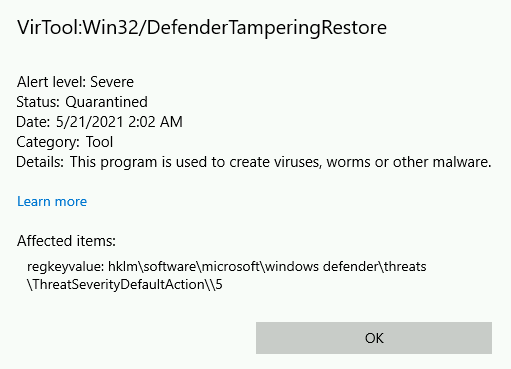 VirTool:Win32/DefenderTamperingRestore
Alert level: Severe
Status: Quarantined
Date: 5/21/2021 2:02 AM
Category: Tool
Details: This program is used to create viruses, worms or other malware.
Learn more
Affected items:
regkeyvalue: hklm\software\microsoft\windows defender\threats
\ThreatSeverityDefaultAction\\5
OK